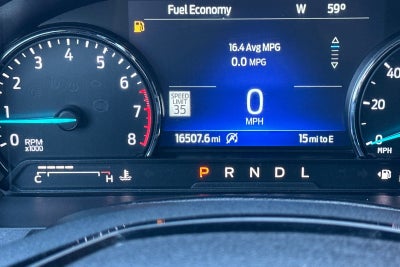 Fuel Economy W 59°
16.4 Avg MPG
0.0 MPG
SPEED
LIMIT
35
0
MPH
16507.6 mi
15 mi to E
0 1 2 3 4 5 6 7 8
RPM
x1000
0 20 40
MPH
C H
P R N D L